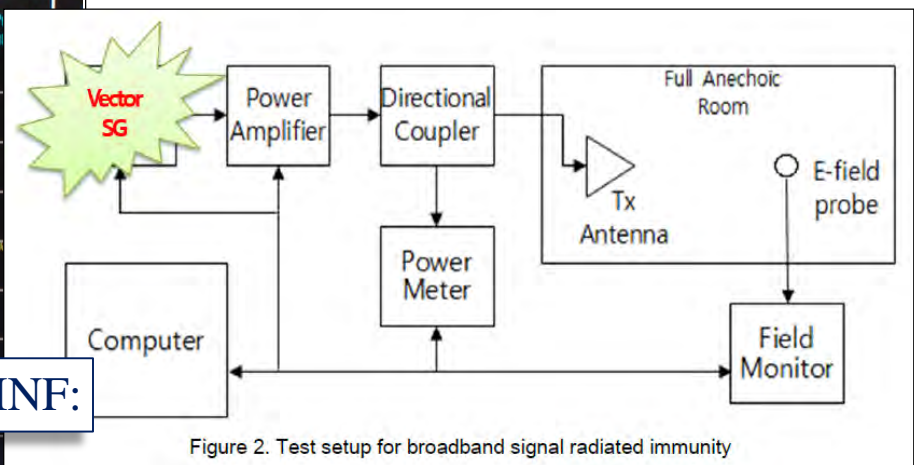 Vector
SG
Power
Amplifier
Directional
Coupler
Full Anechoic
Room
Tx
Antenna
E-field
probe
Power
Meter
Computer
Field
Monitor
INF:
Figure 2. Test setup for broadband signal radiated immunity